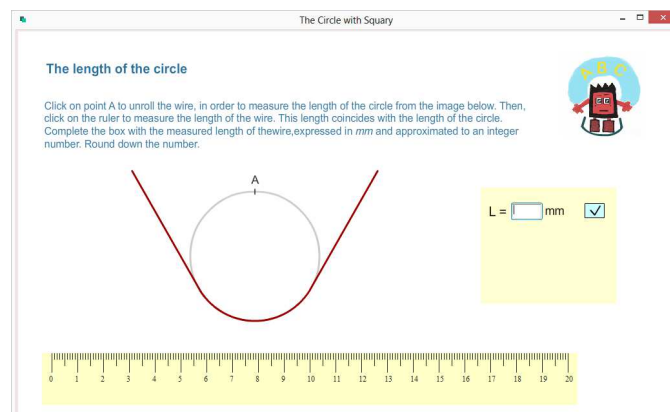 The Circle with Squary
The length of the circle
A B C
Click on point A to unroll the wire, in order to measure the length of the circle from the image below. Then,
click on the ruler to measure the length of the wire. This length coincides with the length of the circle.
Complete the box with the measured length of thewire,expressed in mm and approximated to an integer
number. Round down the number.
A
L = mm
0 1 2 3 4 5 6 7 8 9 10 11 12 13 14 15 16 17 18 19 20